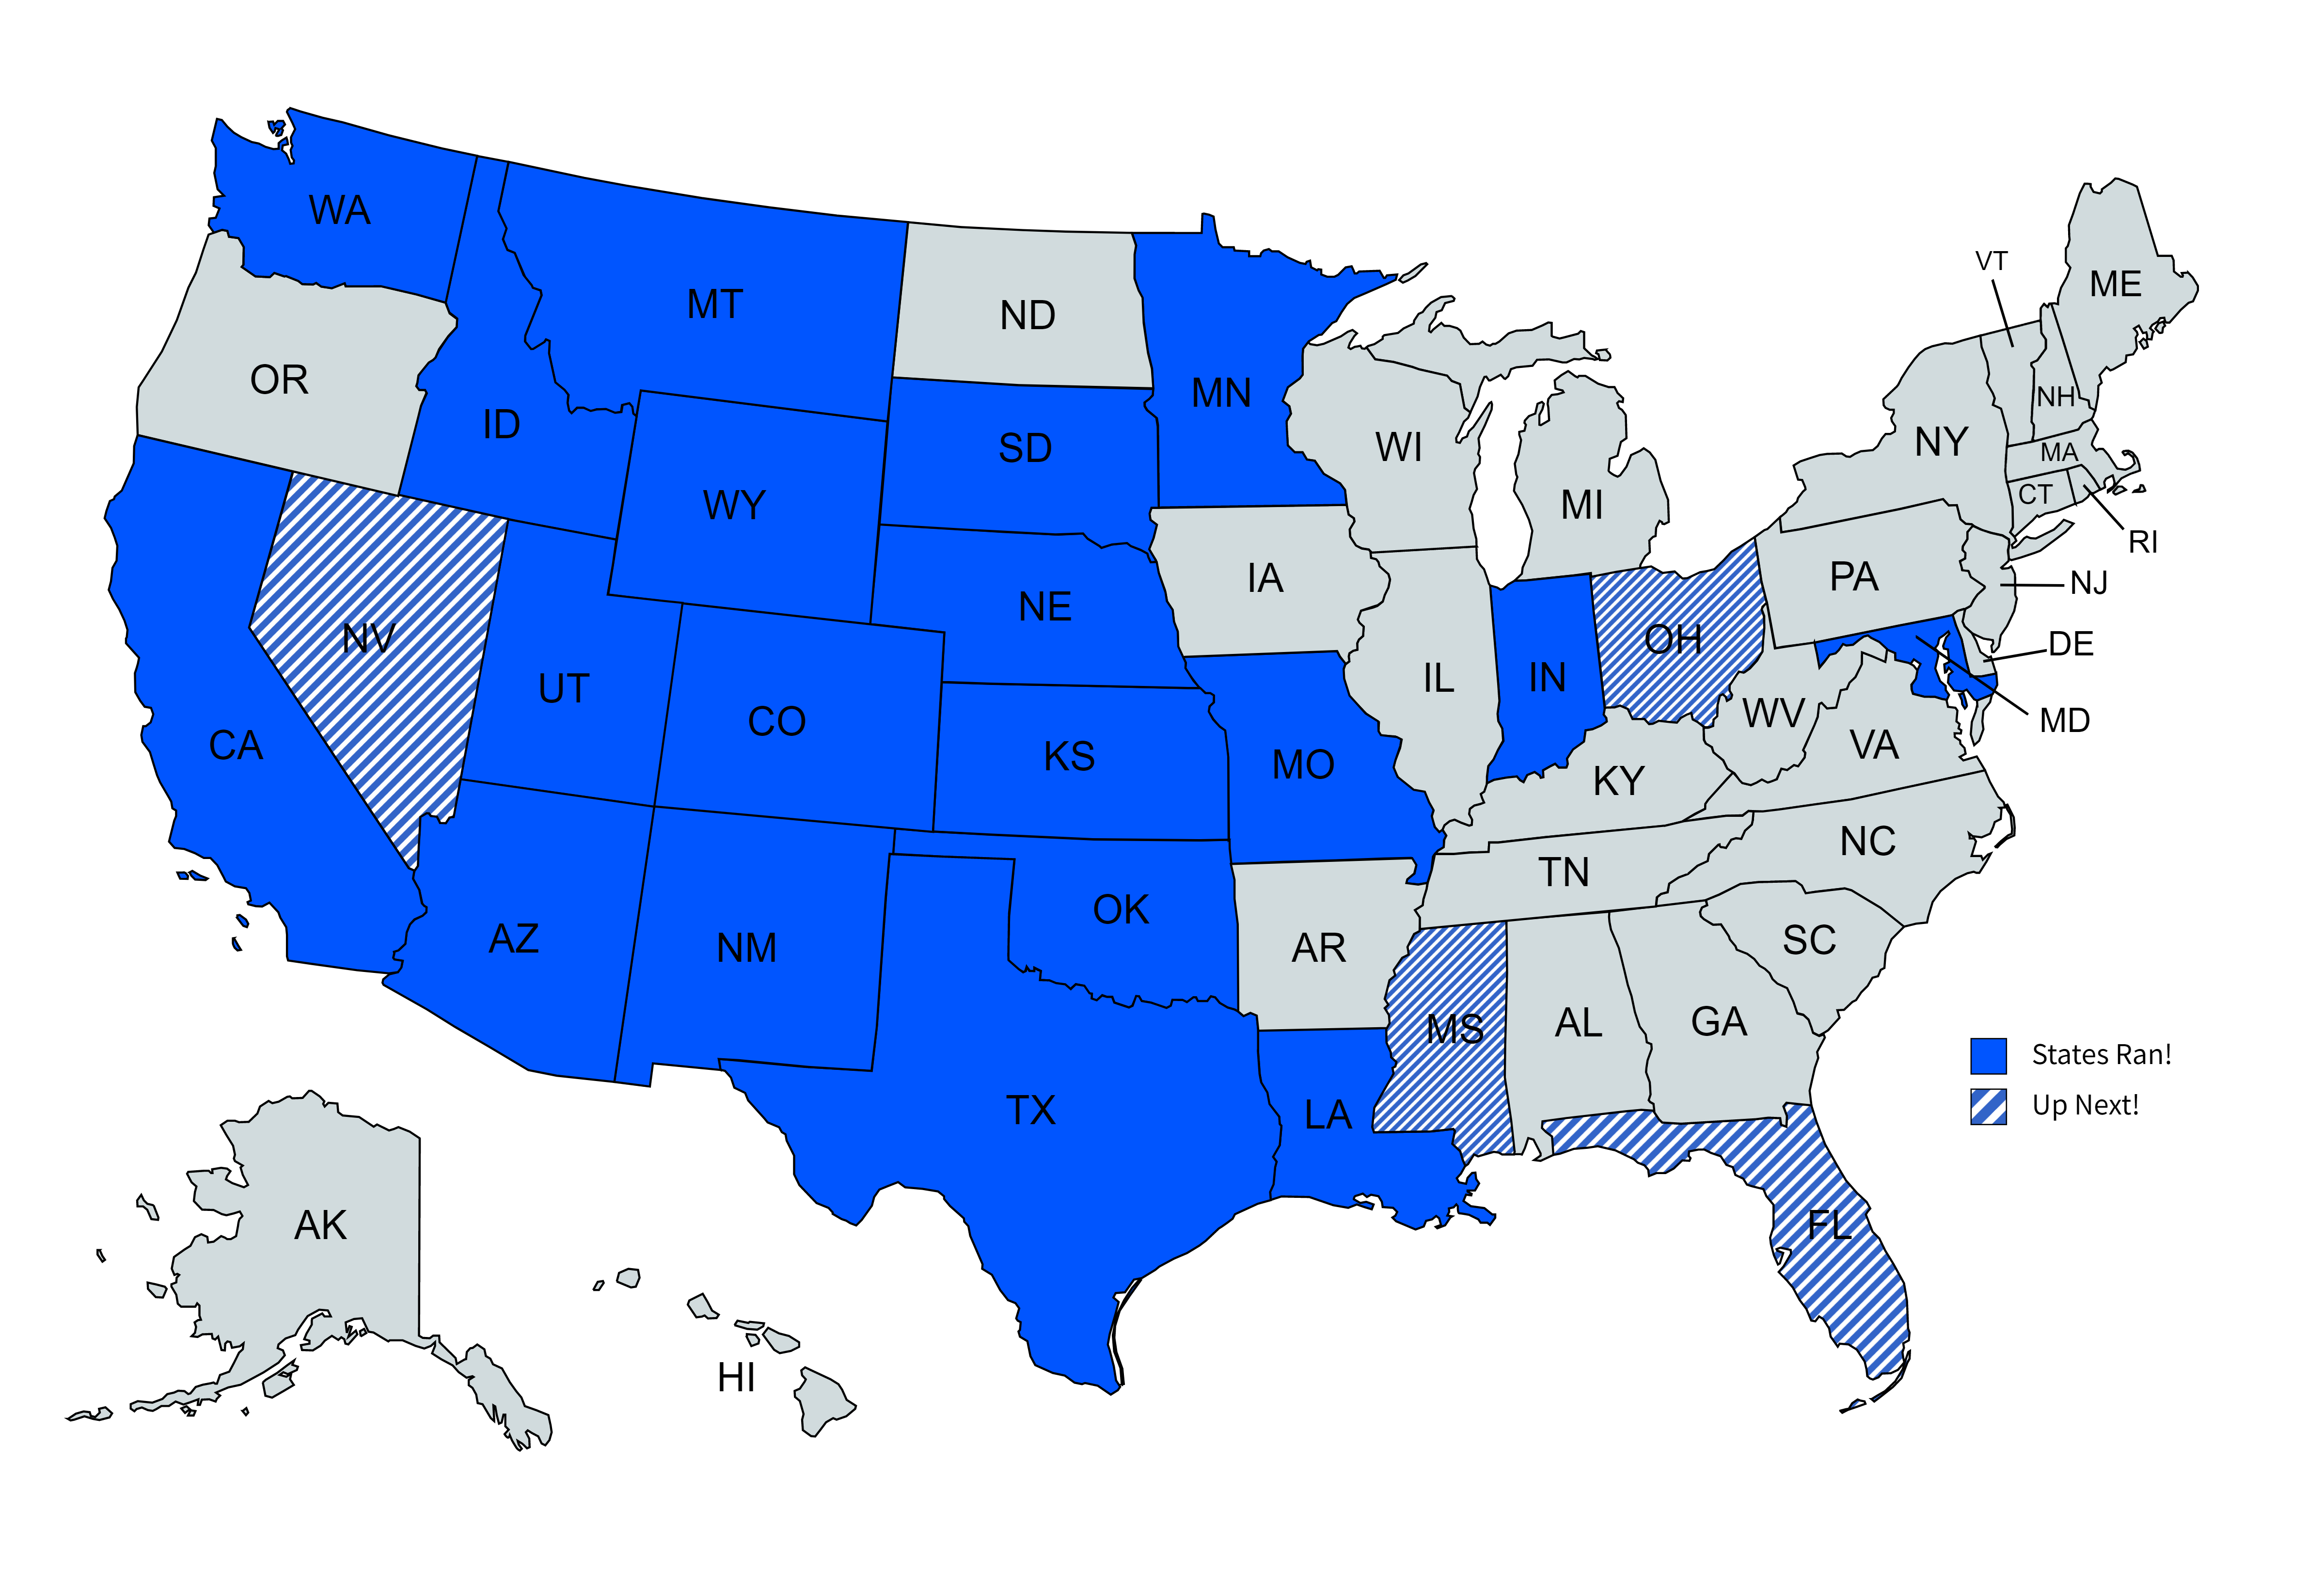 WA
MT
ND
MN
OR
ID
SD
WY
WI
MI
VT
ME
NH
NY
MA
CT
RI
NV
NE
IA
PA
NJ
OH
DE
UT
CO
IL
IN
WV
MD
CA
KS
MO
KY
VA
NC
TN
AZ
NM
OK
AR
SC
MS
AL
GA
TX
LA
States Ran!
Up Next!
AK
FL
HI